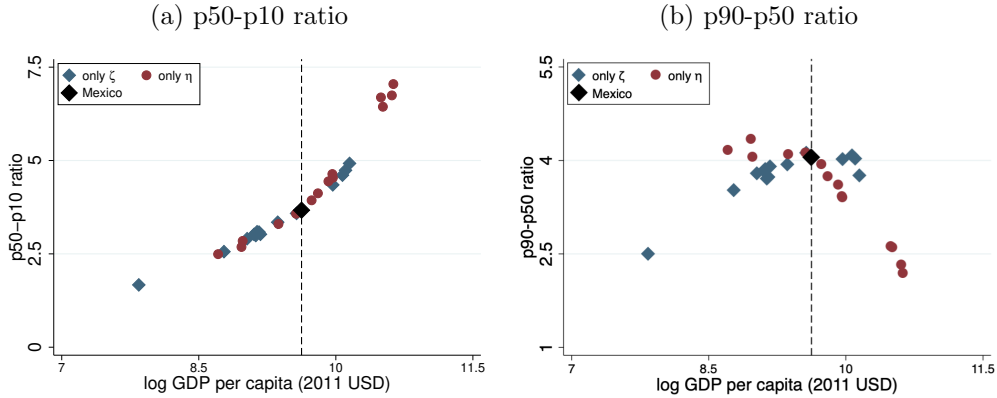 (a) p50-p10 ratio
7.5
5
2.5
0
p50–p10 ratio
only ζ
only η
Mexico
7
8.5
10
11.5
log GDP per capita (2011 USD)
(b) p90-p50 ratio
5.5
4
2.5
1
p90-p50 ratio
only ζ
only η
Mexico
7
8.5
10
11.5
log GDP per capita (2011 USD)